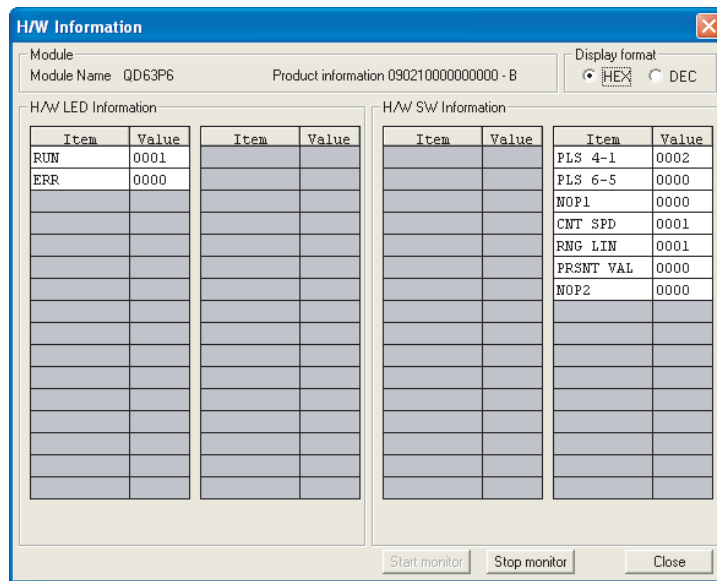 H/W Information
Module
Module Name QD63P6 Product information 090210000000000 - B
Display format
HEX DEC
H/W LED Information
Item Value Item Value
RUN 0001
ERR 0000
H/W SW Information
Item Value Item Value
PLS 4-1 0002
PLS 6-5 0000
NOP1 0000
CNT SPD 0001
RNG LIN 0001
PRSNT VAL 0000
NOP2 0000
Start monitor Stop monitor Close